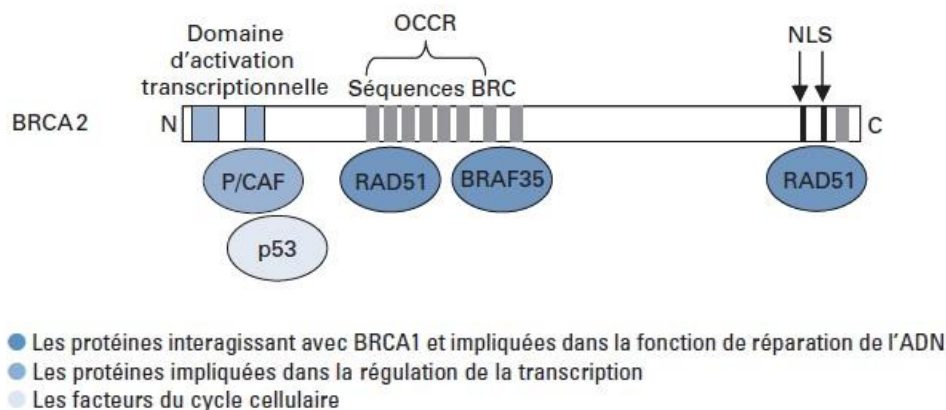 Domaine
d'activation
transcriptionnelle
OCCR
Séquences BRC
NLS
BRCA2
N
C
P/CAF
RAD51
BRAF35
RAD51
p53
Les protéines interagissant avec BRCA1 et impliquées dans la fonction de réparation de l'ADN
Les protéines impliquées dans la régulation de la transcription
Les facteurs du cycle cellulaire